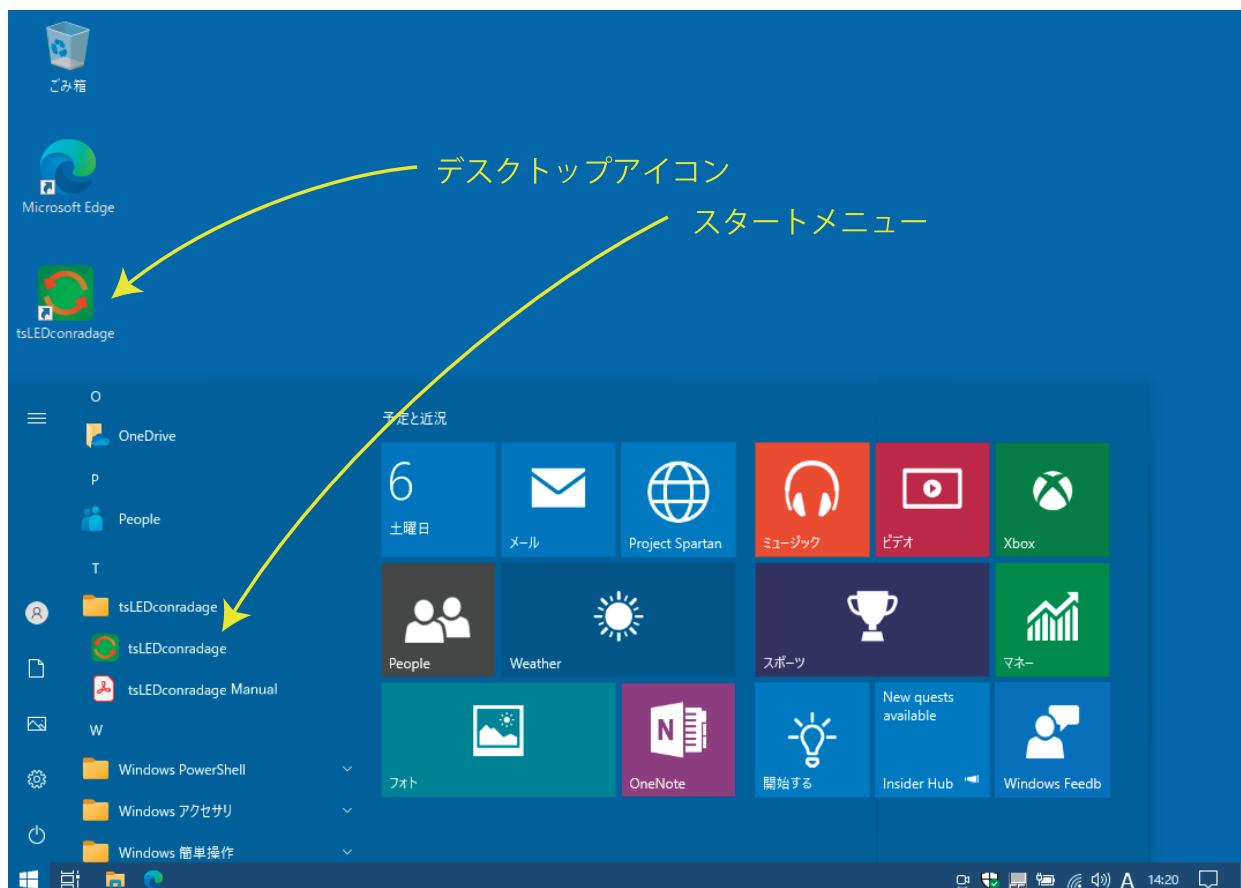 ごみ箱
Microsoft Edge
tsLEDconradage
デスクトップアイコン
スタートメニュー
O
OneDrive
P
People
T
tsLEDconradage
tsLEDconradage
tsLEDconradage Manual
W
Windows PowerShell
Windows アクセサリ
Windows 簡単操作
予定と近況
6
土曜日
メール
Project Spartan
ミュージック
ビデオ
Xbox
People
Weather
スポーツ
マネー
フォト
OneNote
開始する
New quests
available
Insider Hub
Windows Feedb
A
14:20